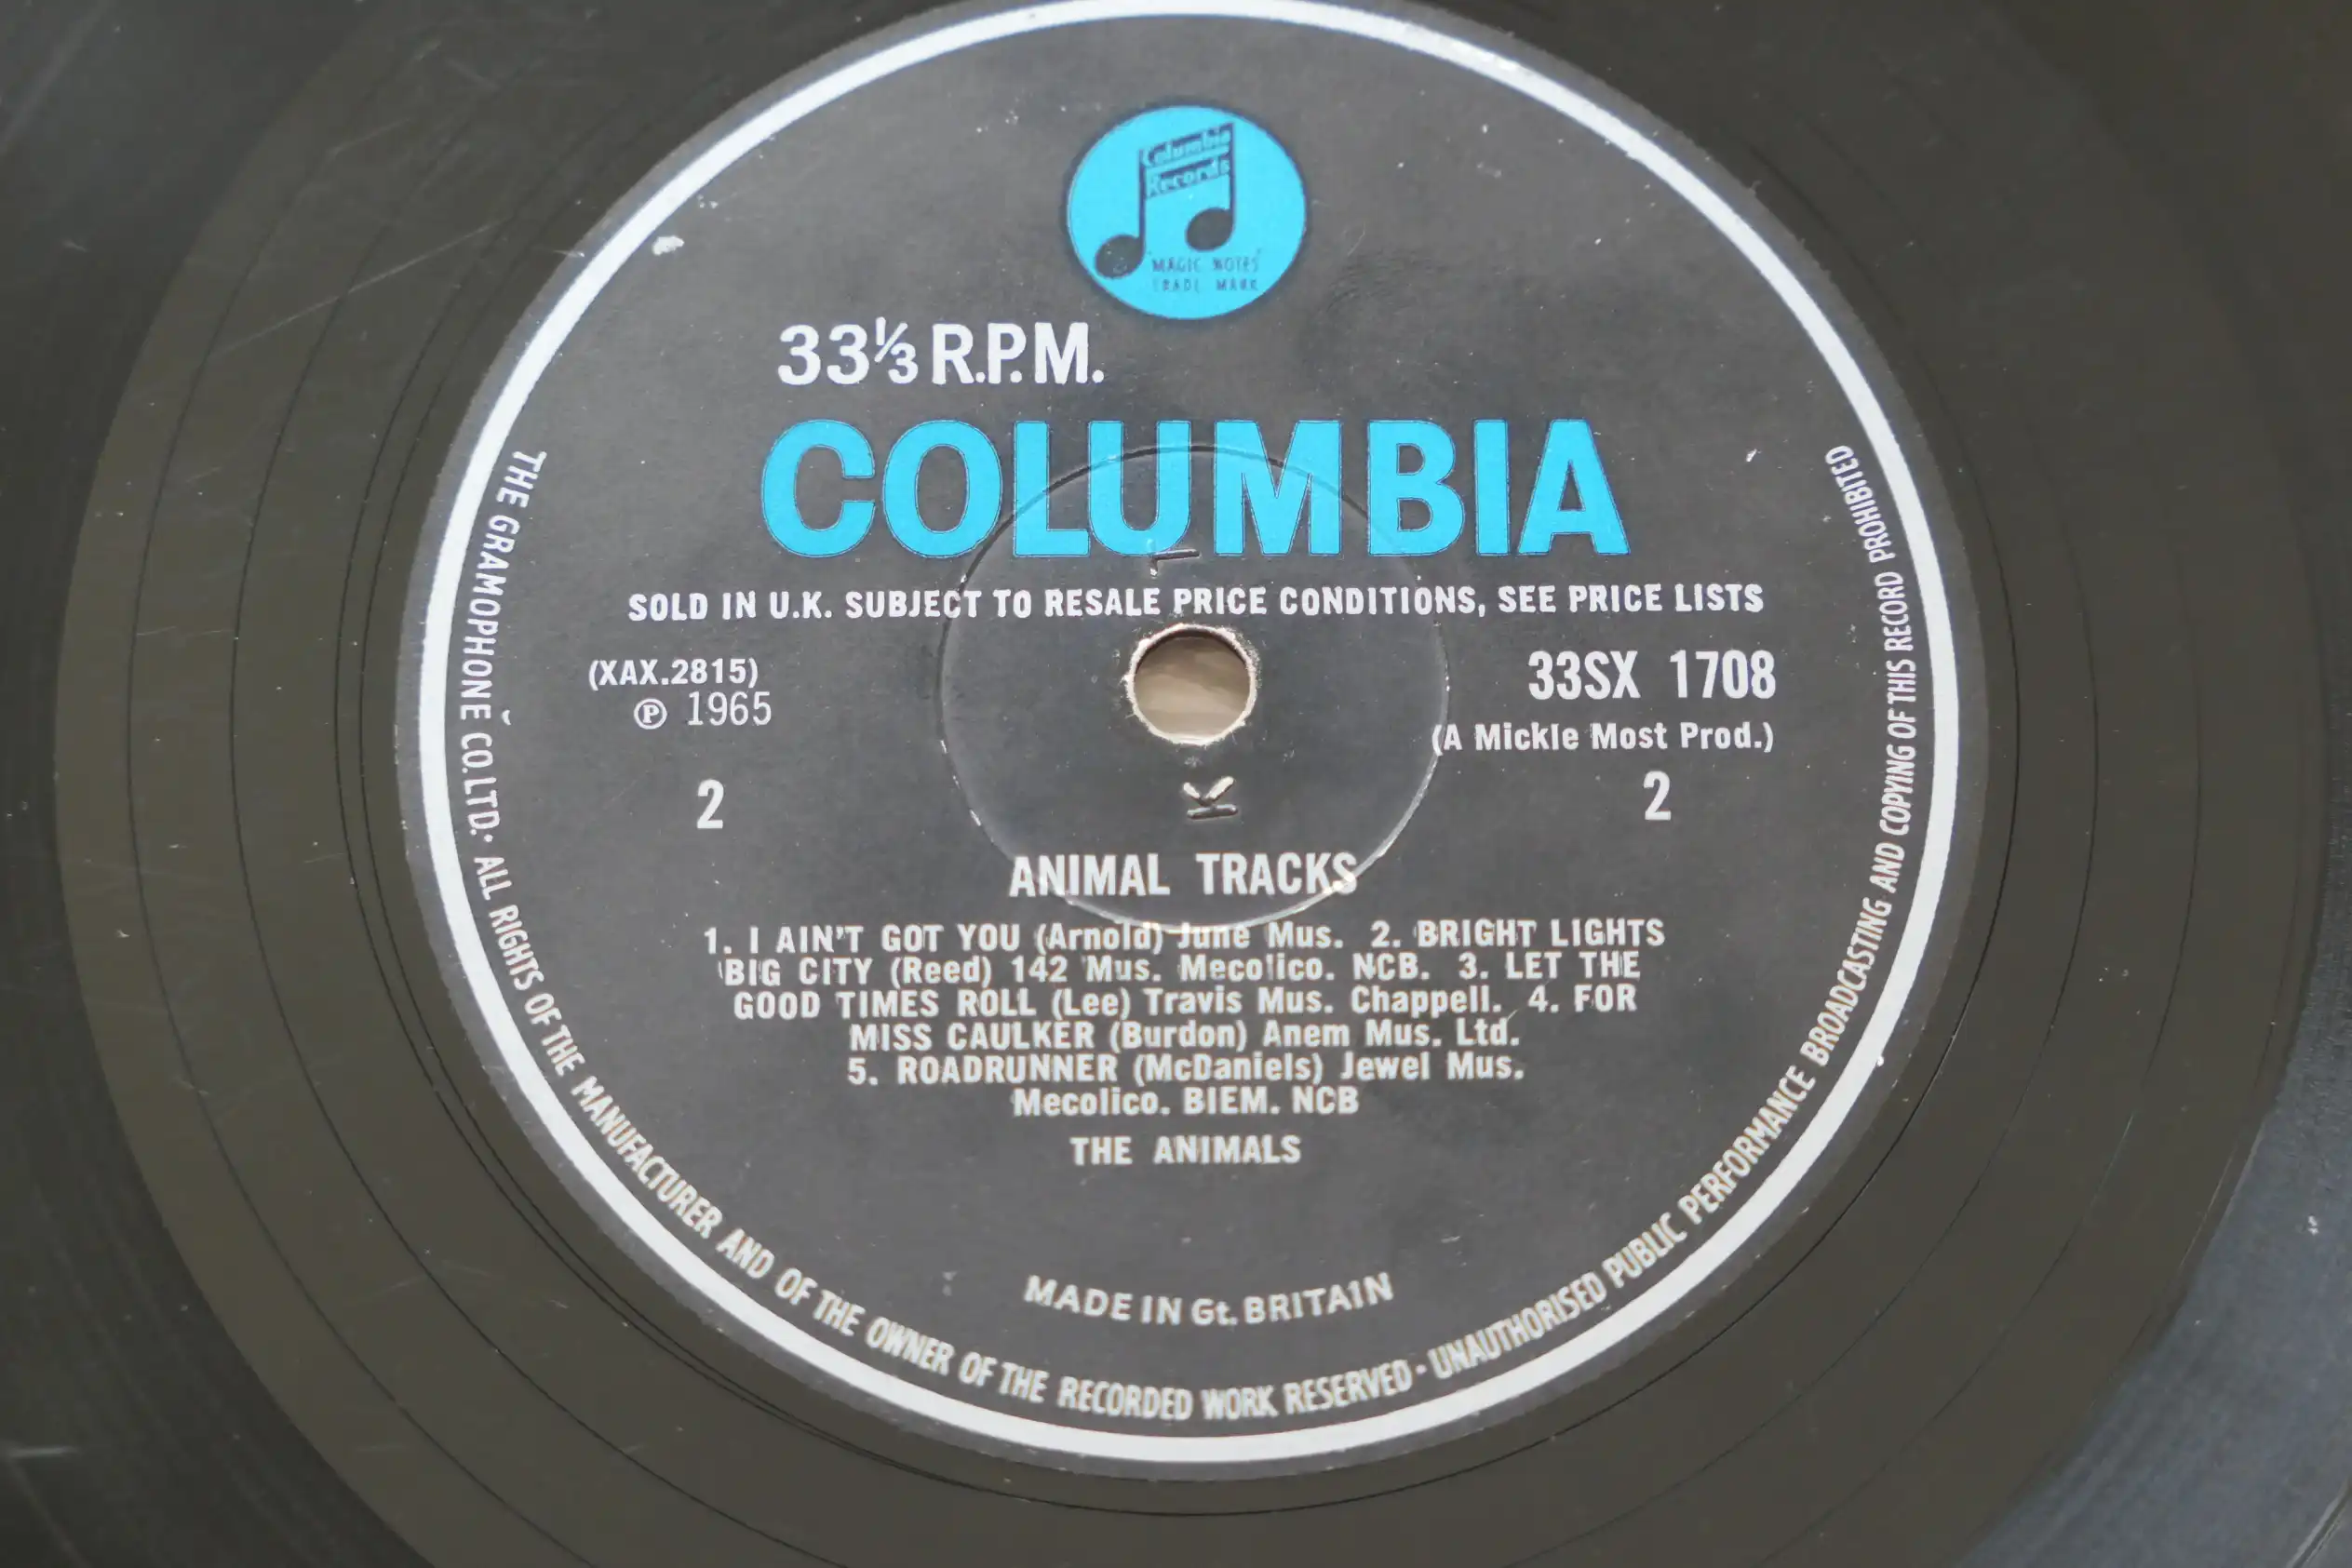 Columbia
Records
MAGIC NOTES
TRADE MARK
33⅓ R.P.M.
COLUMBIA
SOLD IN U.K. SUBJECT TO RESALE PRICE CONDITIONS, SEE PRICE LISTS
(XAX.2815)
℗ 1965
33SX 1708
(A Mickie Most Prod.)
2
2
K
ANIMAL TRACKS
1. I AIN'T GOT YOU (Arnold) June Mus. 2. BRIGHT LIGHTS
BIG CITY (Reed) 142 Mus. Mecolico. NCB. 3. LET THE
GOOD TIMES ROLL (Lee) Travis Mus. Chappell. 4. FOR
MISS CAULKER (Burdon) Anem Mus. Ltd.
5. ROADRUNNER (McDaniels) Jewel Mus.
Mecolico. BIEM. NCB
THE ANIMALS
MADE IN Gt. BRITAIN
THE GRAMOPHONE CO. LTD. · ALL RIGHTS OF THE MANUFACTURER AND OF THE OWNER OF THE RECORDED WORK RESERVED · UNAUTHORISED PUBLIC PERFORMANCE BROADCASTING AND COPYING OF THIS RECORD PROHIBITED